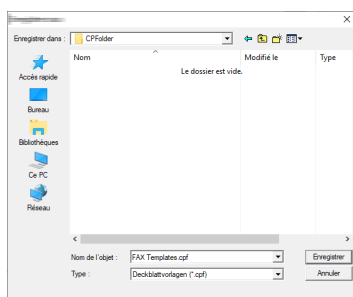 Enregistrer dans :
CPFolder
Nom
Modifié le
Type
Le dossier est vide.
Accès rapide
Bureau
Bibliothèques
Ce PC
Réseau
Nom de l'objet :
FAX Templates.cpf
Enregistrer
Type :
Deckblattvorlagen (*.cpf)
Annuler